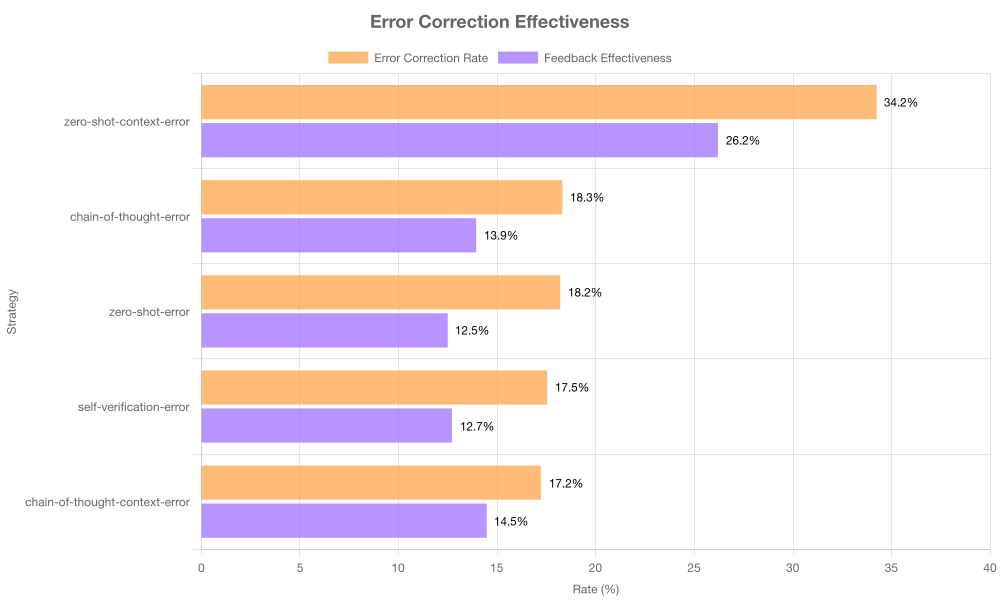 Error Correction Effectiveness
Error Correction Rate Feedback Effectiveness
zero-shot-context-error
34.2%
26.2%
chain-of-thought-error
18.3%
13.9%
zero-shot-error
18.2%
12.5%
self-verification-error
17.5%
12.7%
chain-of-thought-context-error
17.2%
14.5%
Strategy
0 5 10 15 20 25 30 35 40
Rate (%)